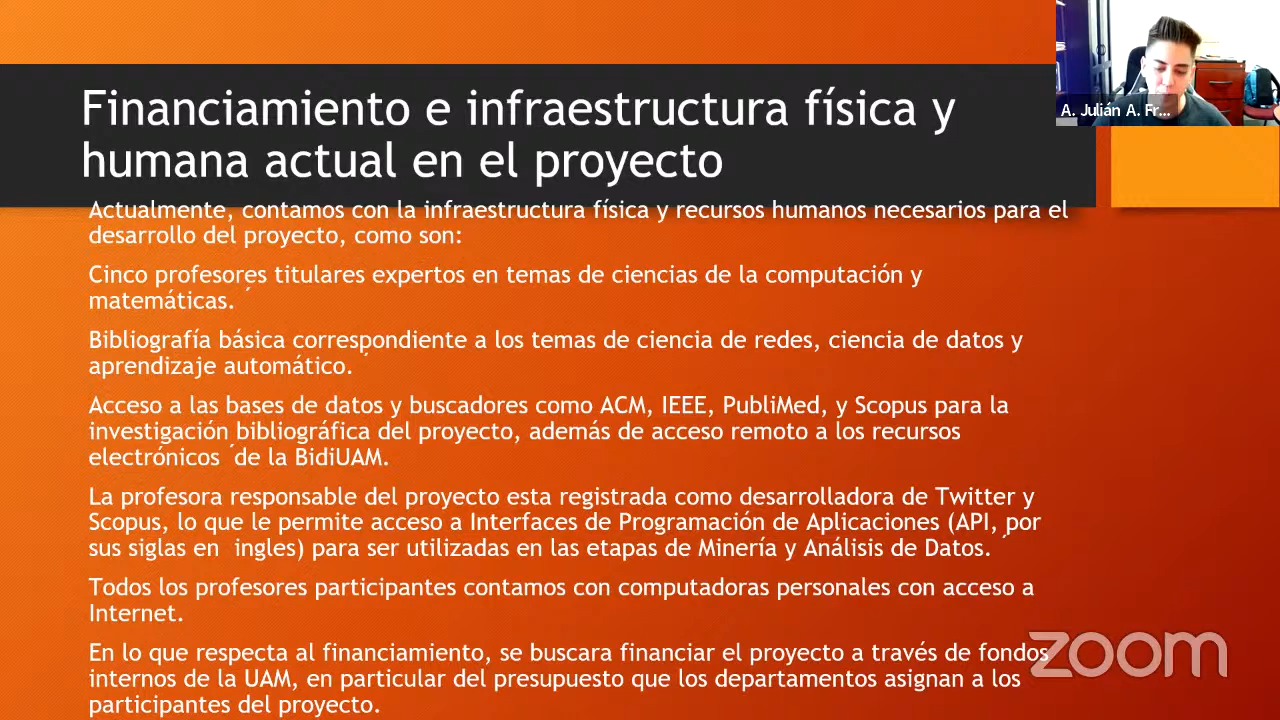 Financiamiento e infraestructura física y
humana actual en el proyecto
A. Julián A. Fr...
Actualmente, contamos con la infraestructura física y recursos humanos necesarios para el
desarrollo del proyecto, como son:
Cinco profesores titulares expertos en temas de ciencias de la computación y
matemáticas. ´
Bibliografía básica correspondiente a los temas de ciencia de redes, ciencia de datos y
aprendizaje automático. ´
Acceso a las bases de datos y buscadores como ACM, IEEE, PubliMed, y Scopus para la
investigación bibliográfica del proyecto, además de acceso remoto a los recursos
electrónicos ´de la BidiUAM.
La profesora responsable del proyecto esta registrada como desarrolladora de Twitter y
Scopus, lo que le permite acceso a Interfaces de Programación de Aplicaciones (API, por
sus siglas en  ingles) para ser utilizadas en las etapas de Minería y Análisis de Datos. ´
Todos los profesores participantes contamos con computadoras personales con acceso a
Internet.
En lo que respecta al financiamiento, se buscara financiar el proyecto a través de fondos
internos de la UAM, en particular del presupuesto que los departamentos asignan a los
participantes del proyecto.
zoom